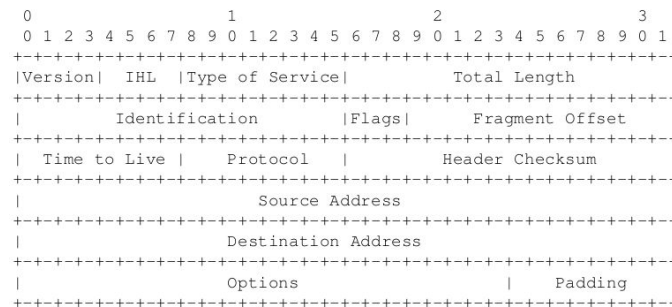 0                   1                   2                   3
 0 1 2 3 4 5 6 7 8 9 0 1 2 3 4 5 6 7 8 9 0 1 2 3 4 5 6 7 8 9 0 1
+-+-+-+-+-+-+-+-+-+-+-+-+-+-+-+-+-+-+-+-+-+-+-+-+-+-+-+-+-+-+-+-
|Version|  IHL  |Type of Service|          Total Length
+-+-+-+-+-+-+-+-+-+-+-+-+-+-+-+-+-+-+-+-+-+-+-+-+-+-+-+-+-+-+-+-
|         Identification        |Flags|      Fragment Offset
+-+-+-+-+-+-+-+-+-+-+-+-+-+-+-+-+-+-+-+-+-+-+-+-+-+-+-+-+-+-+-+-
|  Time to Live |    Protocol   |         Header Checksum
+-+-+-+-+-+-+-+-+-+-+-+-+-+-+-+-+-+-+-+-+-+-+-+-+-+-+-+-+-+-+-+-
|                       Source Address
+-+-+-+-+-+-+-+-+-+-+-+-+-+-+-+-+-+-+-+-+-+-+-+-+-+-+-+-+-+-+-+-
|                    Destination Address
+-+-+-+-+-+-+-+-+-+-+-+-+-+-+-+-+-+-+-+-+-+-+-+-+-+-+-+-+-+-+-+-
|                    Options                    |    Padding
+-+-+-+-+-+-+-+-+-+-+-+-+-+-+-+-+-+-+-+-+-+-+-+-+-+-+-+-+-+-+-+-